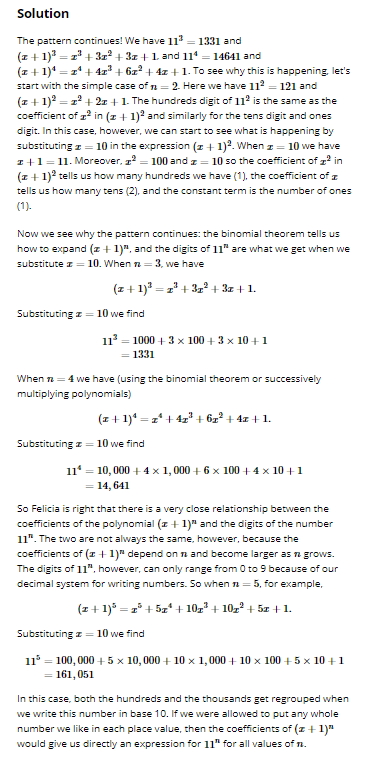 Solution
The pattern continues! We have 11³ = 1331 and
(x + 1)³ = x³ + 3x² + 3x + 1, and 11⁴ = 14641 and
(x + 1)⁴ = x⁴ + 4x³ + 6x² + 4x + 1. To see why this is happening, let's
start with the simple case of n = 2. Here we have 11² = 121 and
(x + 1)² = x² + 2x + 1. The hundreds digit of 11² is the same as the
coefficient of x² in (x + 1)² and similarly for the tens digit and ones
digit. In this case, however, we can start to see what is happening by
substituting x = 10 in the expression (x + 1)². When x = 10 we have
x + 1 = 11. Moreover, x² = 100 and x = 10 so the coefficient of x² in
(x + 1)² tells us how many hundreds we have (1), the coefficient of x
tells us how many tens (2), and the constant term is the number of ones
(1).
Now we see why the pattern continues: the binomial theorem tells us
how to expand (x + 1)ⁿ, and the digits of 11ⁿ are what we get when we
substitute x = 10. When n = 3, we have
(x + 1)³ = x³ + 3x² + 3x + 1.
Substituting x = 10 we find
11³ = 1000 + 3 × 100 + 3 × 10 + 1
= 1331
When n = 4 we have (using the binomial theorem or successively
multiplying polynomials)
(x + 1)⁴ = x⁴ + 4x³ + 6x² + 4x + 1.
Substituting x = 10 we find
11⁴ = 10, 000 + 4 × 1, 000 + 6 × 100 + 4 × 10 + 1
= 14, 641
So Felicia is right that there is a very close relationship between the
coefficients of the polynomial (x + 1)ⁿ and the digits of the number
11ⁿ. The two are not always the same, however, because the
coefficients of (x + 1)ⁿ depend on n and become larger as n grows.
The digits of 11ⁿ, however, can only range from 0 to 9 because of our
decimal system for writing numbers. So when n = 5, for example,
(x + 1)⁵ = x⁵ + 5x⁴ + 10x³ + 10x² + 5x + 1.
Substituting x = 10 we find
11⁵ = 100, 000 + 5 × 10, 000 + 10 × 1, 000 + 10 × 100 + 5 × 10 + 1
= 161, 051
In this case, both the hundreds and the thousands get regrouped when
we write this number in base 10. If we were allowed to put any whole
number we like in each place value, then the coefficients of (x + 1)ⁿ
would give us directly an expression for 11ⁿ for all values of n.